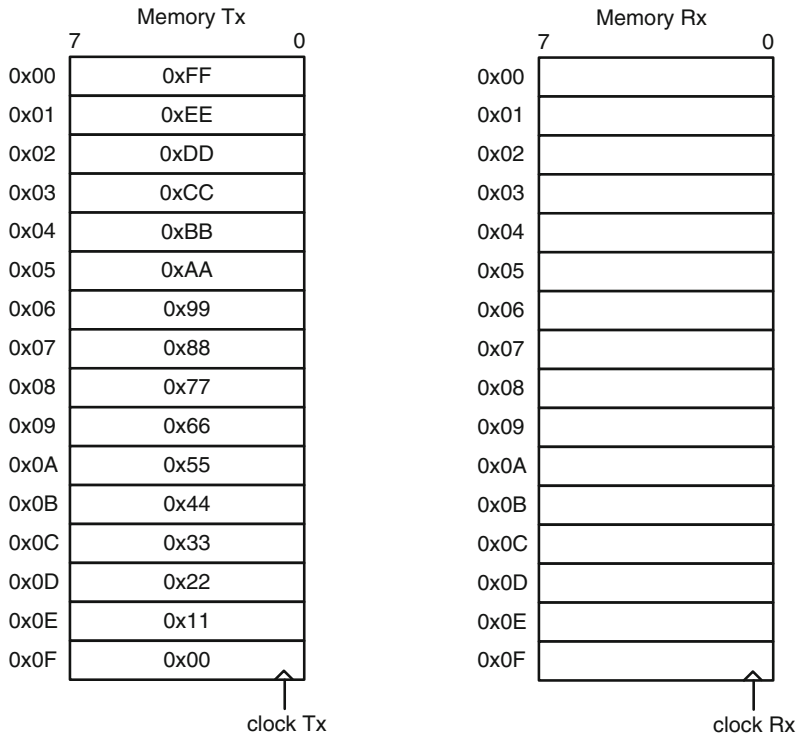 Memory Tx
7 0
0x00 0xFF
0x01 0xEE
0x02 0xDD
0x03 0xCC
0x04 0xBB
0x05 0xAA
0x06 0x99
0x07 0x88
0x08 0x77
0x09 0x66
0x0A 0x55
0x0B 0x44
0x0C 0x33
0x0D 0x22
0x0E 0x11
0x0F 0x00
clock Tx
Memory Rx
7 0
0x00
0x01
0x02
0x03
0x04
0x05
0x06
0x07
0x08
0x09
0x0A
0x0B
0x0C
0x0D
0x0E
0x0F
clock Rx